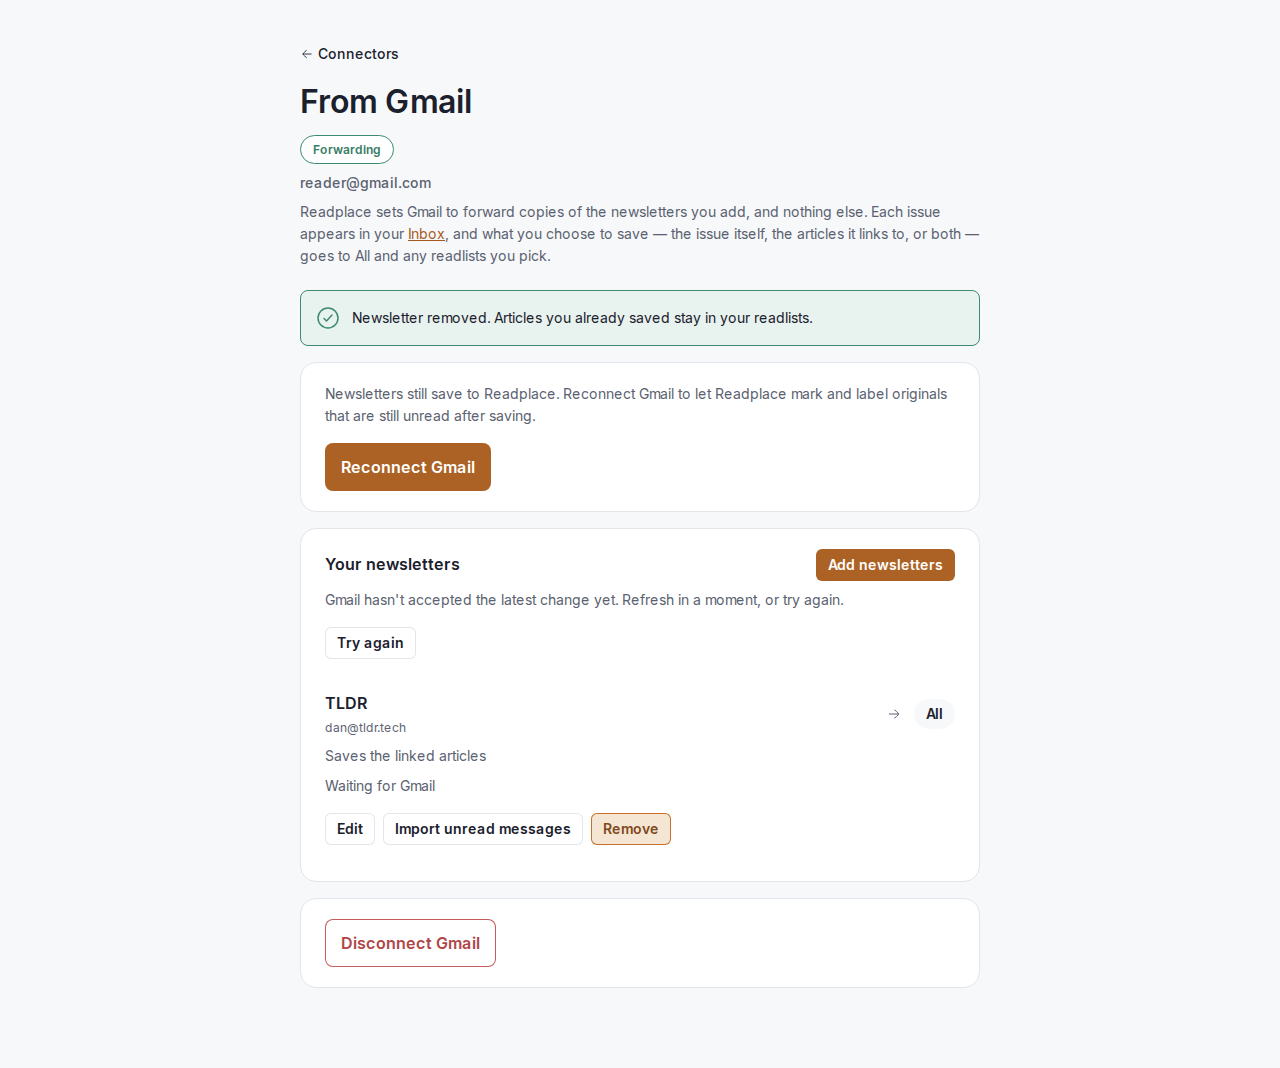 ← Connectors
From Gmail
Forwarding
reader@gmail.com
Readplace sets Gmail to forward copies of the newsletters you add, and nothing else. Each issue
appears in your Inbox, and what you choose to save — the issue itself, the articles it links to, or both —
goes to All and any readlists you pick.
Newsletter removed. Articles you already saved stay in your readlists.
Newsletters still save to Readplace. Reconnect Gmail to let Readplace mark and label originals
that are still unread after saving.
Reconnect Gmail
Your newsletters
Add newsletters
Gmail hasn't accepted the latest change yet. Refresh in a moment, or try again.
Try again
TLDR
→ All
dan@tldr.tech
Saves the linked articles
Waiting for Gmail
Edit Import unread messages Remove
Disconnect Gmail